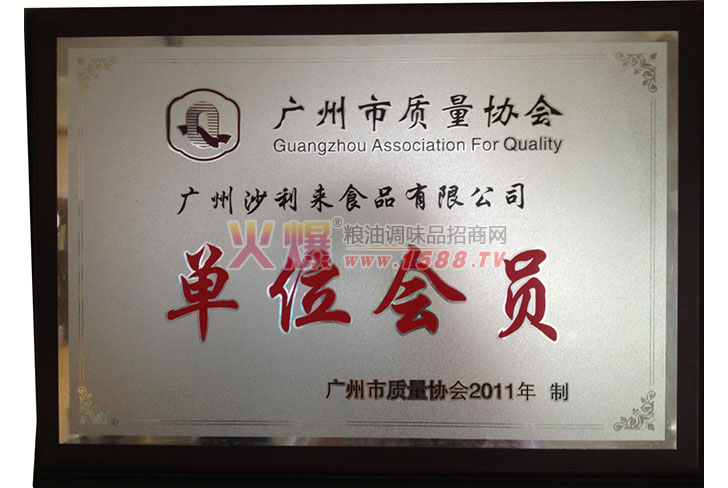 广州市质量协会
Guangzhou Association For Quality
广州沙利来食品有限公司
火爆®粮油调味品招商网
www.1588.TV
单位会员
广州市质量协会2011年 制